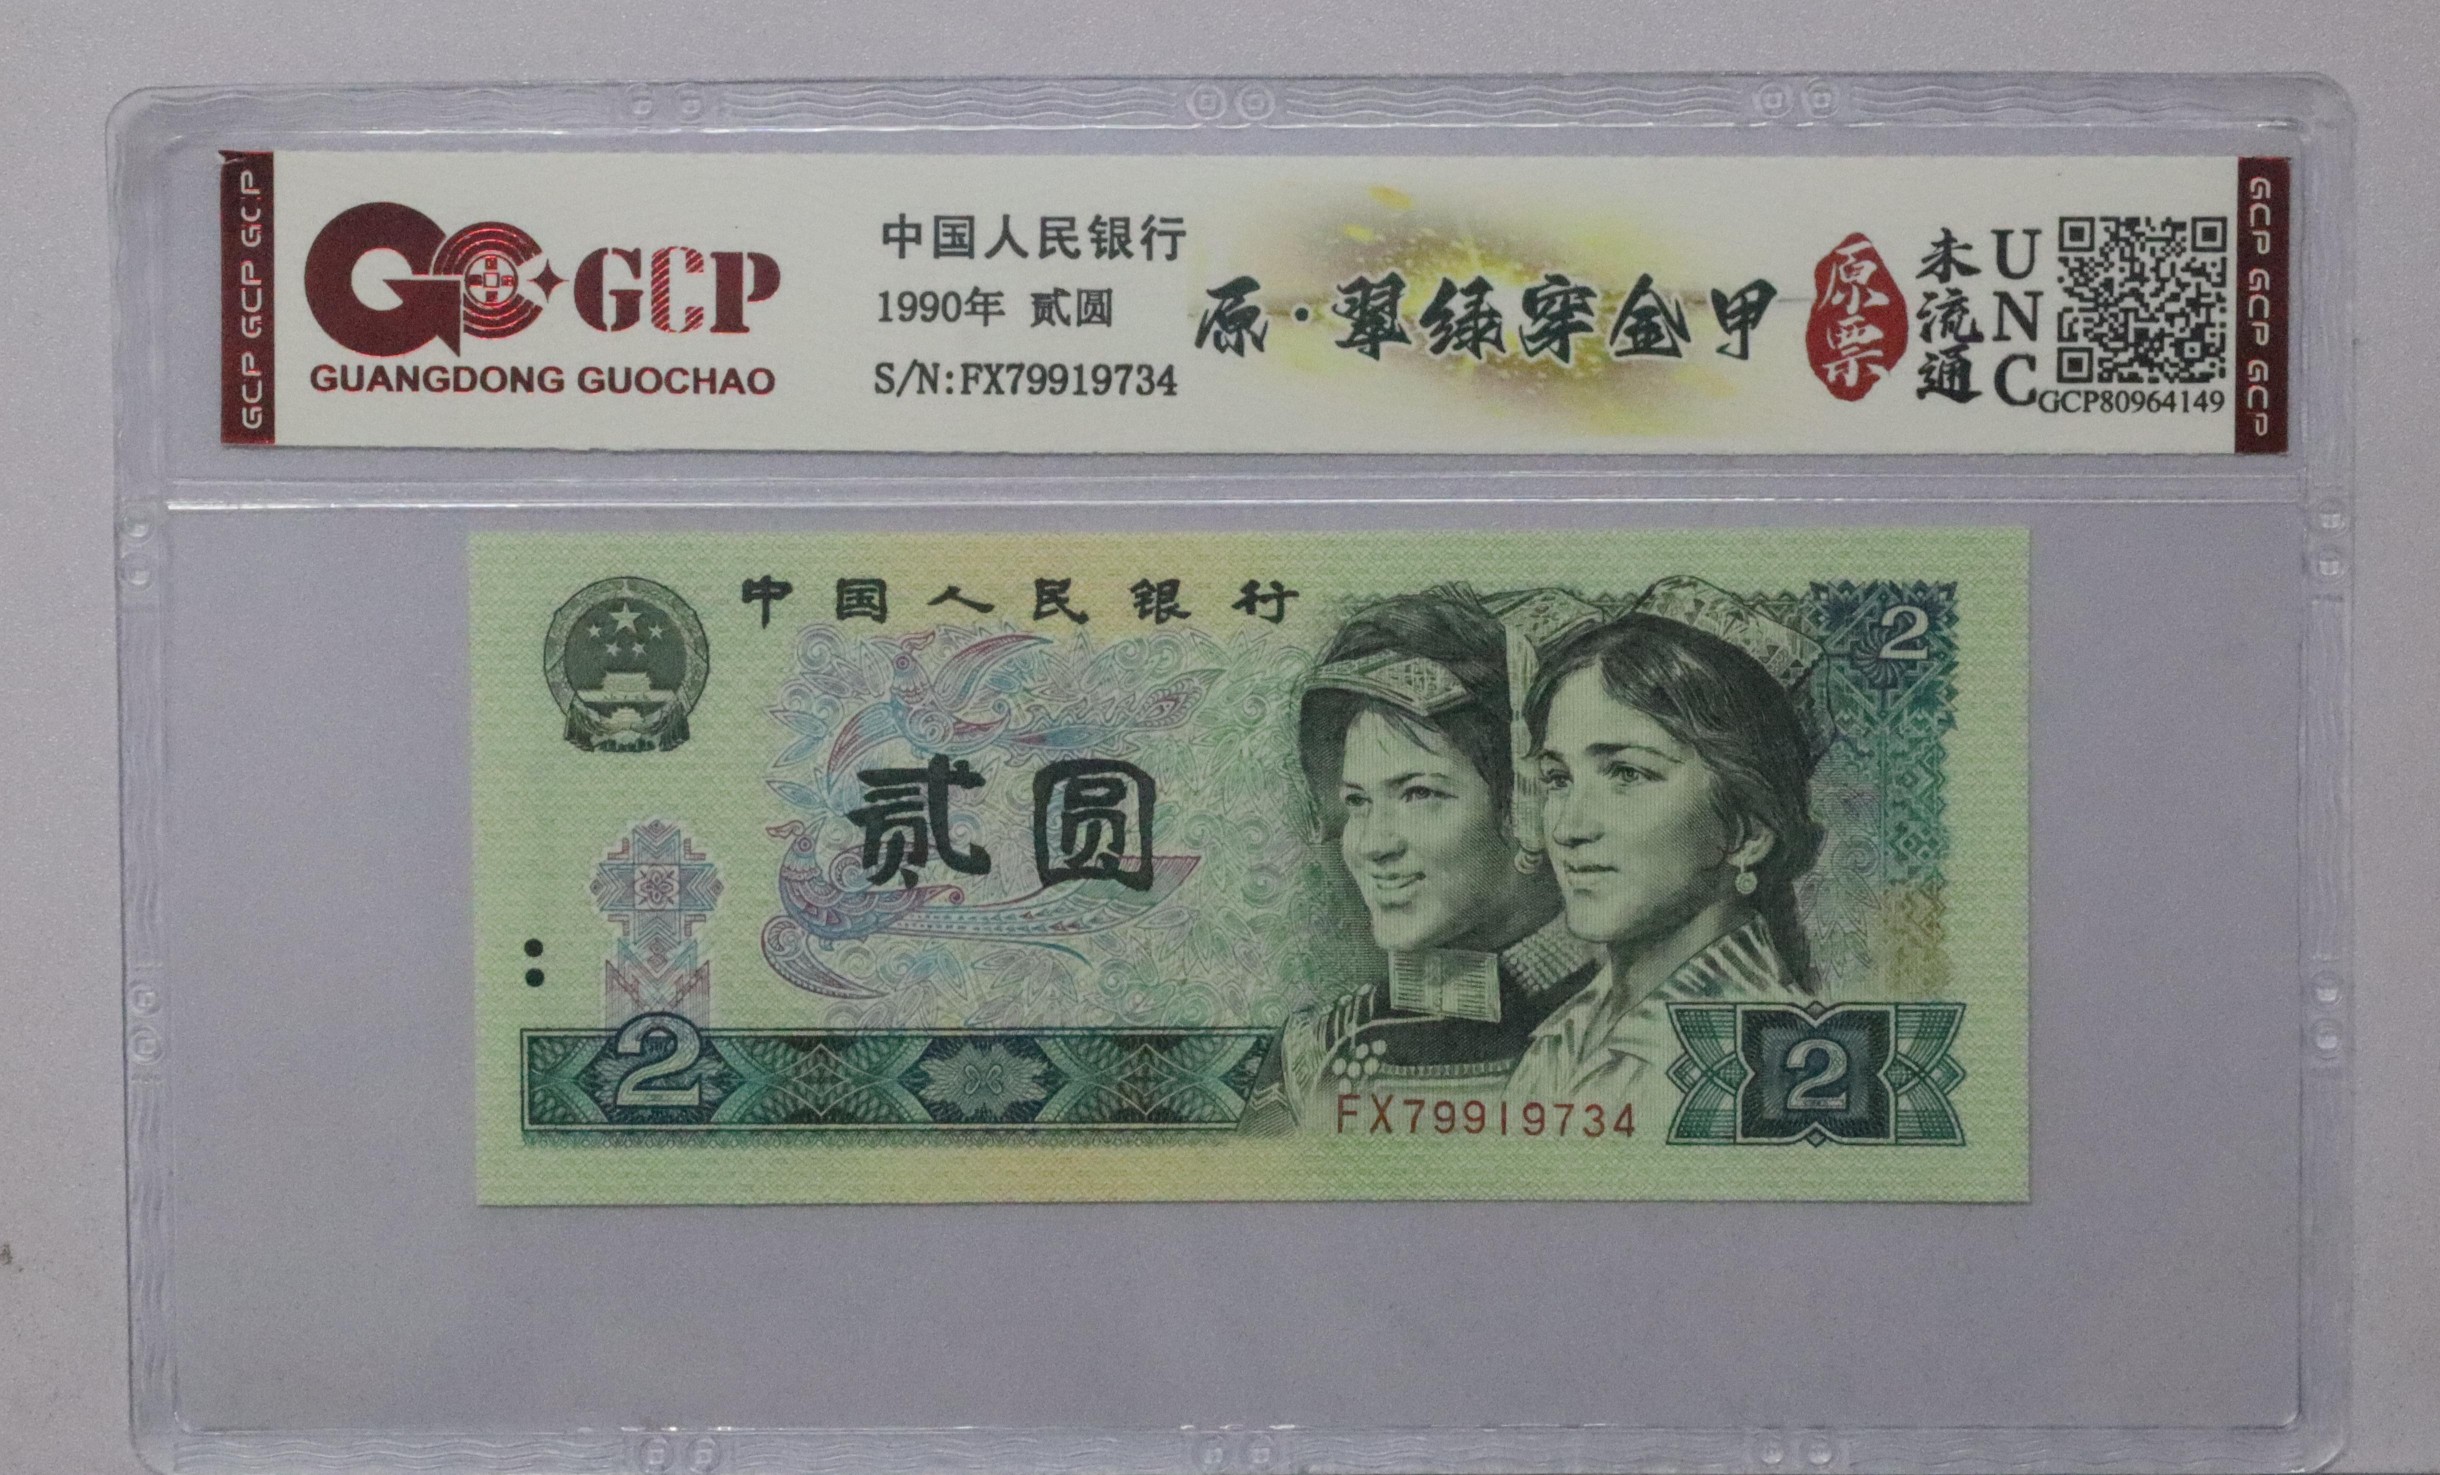 GCP GCP GCP GCP
GCP
GUANGDONG GUOCHAO
中国人民银行
1990年 贰圆
S/N:FX79919734
原·翠绿穿金甲
原票
未流通
UNC
GCP80964149
GCP GCP GCP GCP
中国人民银行
2
贰圆
2
FX79919734
2